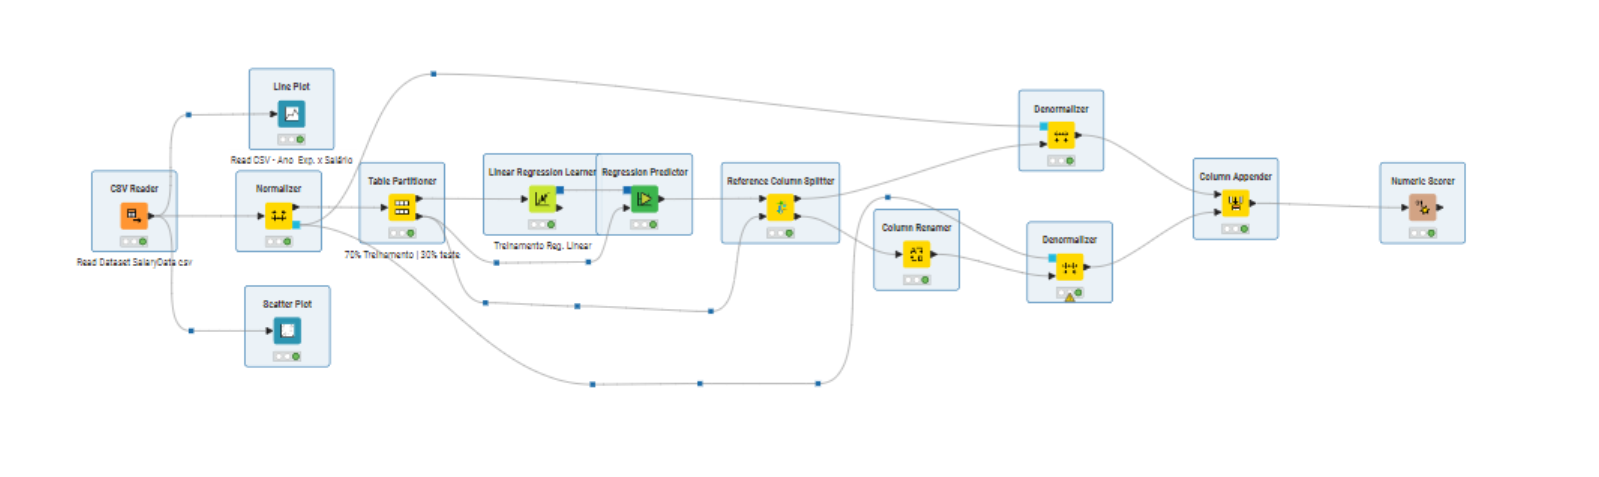 Line Plot
Read CSV - Ano Exp. x Salário
CSV Reader
Read Dataset SalaryData csv
Normalizer
Scatter Plot
Table Partitioner
70% Treinamento | 30% teste
Linear Regression Learner
Treinamento Reg. Linear
Regression Predictor
Reference Column Splitter
Column Renamer
Denormalizer
Denormalizer
Column Appender
Numeric Scorer